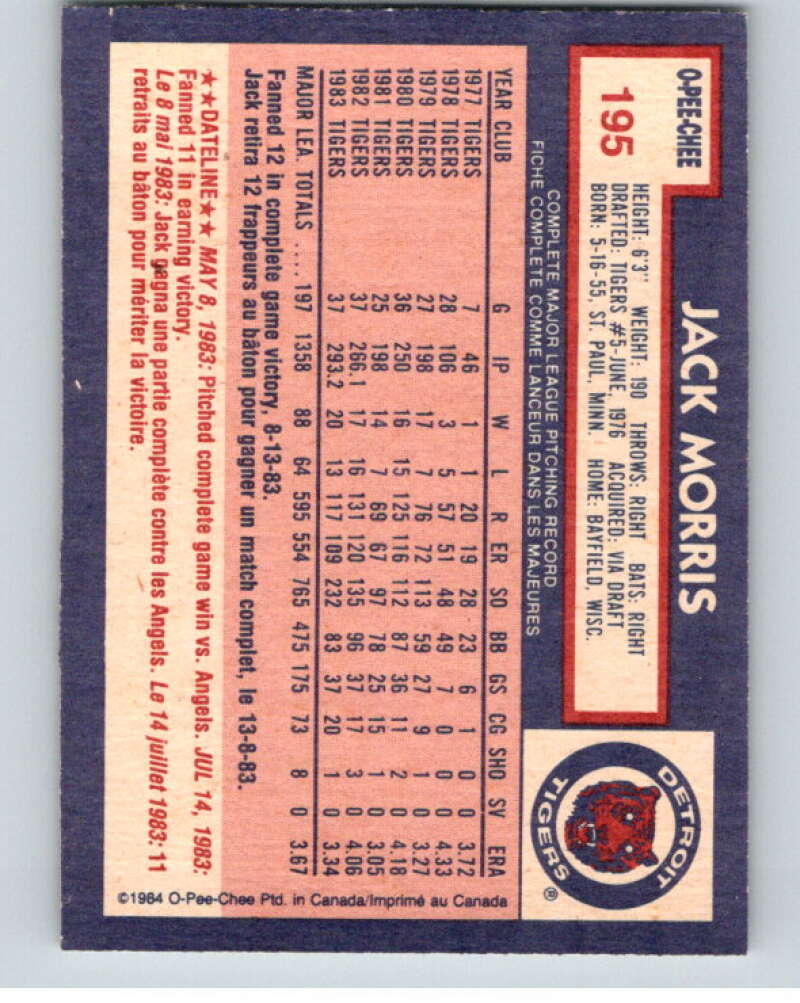 O-PEE-CHEE
195
JACK MORRIS
HEIGHT: 6'3" WEIGHT: 190 THROWS: RIGHT BATS: RIGHT
DRAFTED: TIGERS #5-JUNE, 1976 ACQUIRED: VIA DRAFT
BORN: 5-16-55, ST. PAUL, MINN. HOME: BAYFIELD, WISC.
DETROIT
TIGERS ®
COMPLETE MAJOR LEAGUE PITCHING RECORD
FICHE COMPLETE COMME LANCEUR DANS LES MAJEURES
YEAR CLUB G IP W L R ER SO BB GS CG SHO SV ERA
1977 TIGERS 7 46 1 1 20 19 28 23 6 1 0 0 3.72
1978 TIGERS 28 106 3 5 57 51 48 49 7 0 0 0 4.33
1979 TIGERS 27 198 17 7 76 72 113 59 27 9 1 0 3.27
1980 TIGERS 36 250 16 15 125 116 112 87 36 11 2 0 4.18
1981 TIGERS 25 198 14 7 69 67 97 78 25 15 1 0 3.05
1982 TIGERS 37 266.1 17 16 131 120 135 96 37 17 3 0 4.06
1983 TIGERS 37 293.2 20 13 117 109 232 83 37 20 1 0 3.34
MAJOR LEA. TOTALS .... 197 1358 88 64 595 554 765 475 175 73 8 0 3.67
Fanned 12 in complete game victory, 8-13-83.
Jack retira 12 frappeurs au bâton pour gagner un match complet, le 13-8-83.
★★DATELINE★★ MAY 8, 1983: Pitched complete game win vs. Angels. JUL 14, 1983:
Fanned 11 in earning victory.
Le 8 mai 1983: Jack gagna une partie complète contre les Angels. Le 14 juillet 1983: 11
retraits au bâton pour mériter la victoire.
©1984 O-Pee-Chee Ptd. in Canada/Imprimé au Canada